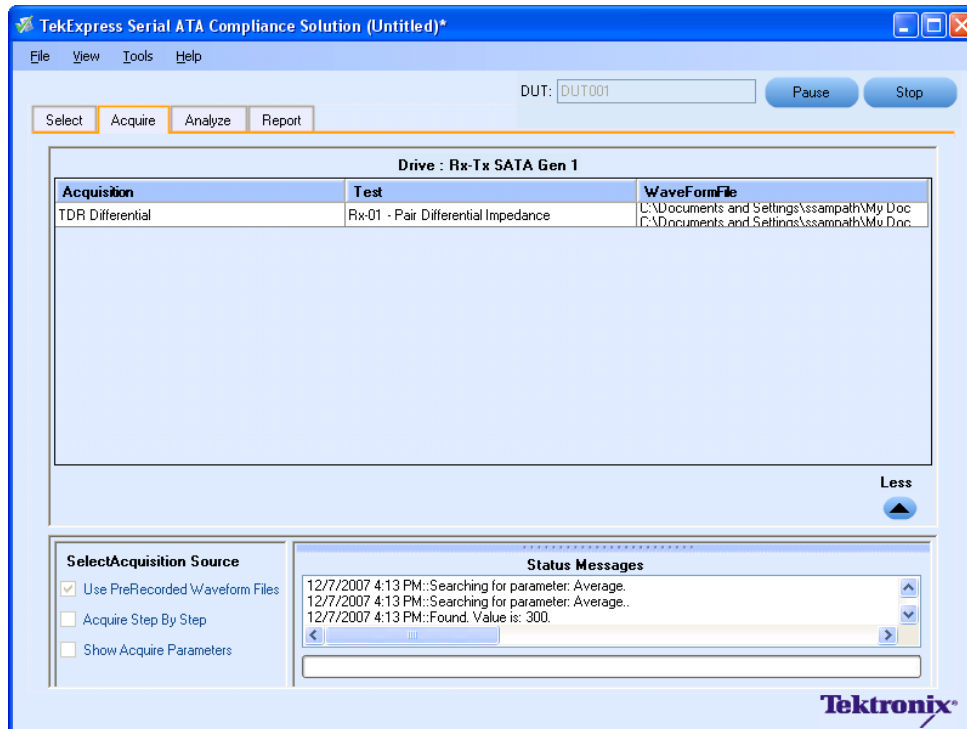 TekExpress Serial ATA Compliance Solution (Untitled)*
File View Tools Help
DUT: DUT001 Pause Stop
Select Acquire Analyze Report
Drive : Rx-Tx SATA Gen 1
Acquisition Test WaveFormFile
TDR Differential Rx-01 - Pair Differential Impedance C:\Documents and Settings\ssampath\My Doc
C:\Documents and Settings\ssampath\My Doc
Less
SelectAcquisition Source
Use PreRecorded Waveform Files
Acquire Step By Step
Show Acquire Parameters
Status Messages
12/7/2007 4:13 PM::Searching for parameter: Average.
12/7/2007 4:13 PM::Searching for parameter: Average..
12/7/2007 4:13 PM::Found. Value is: 300.
Tektronix